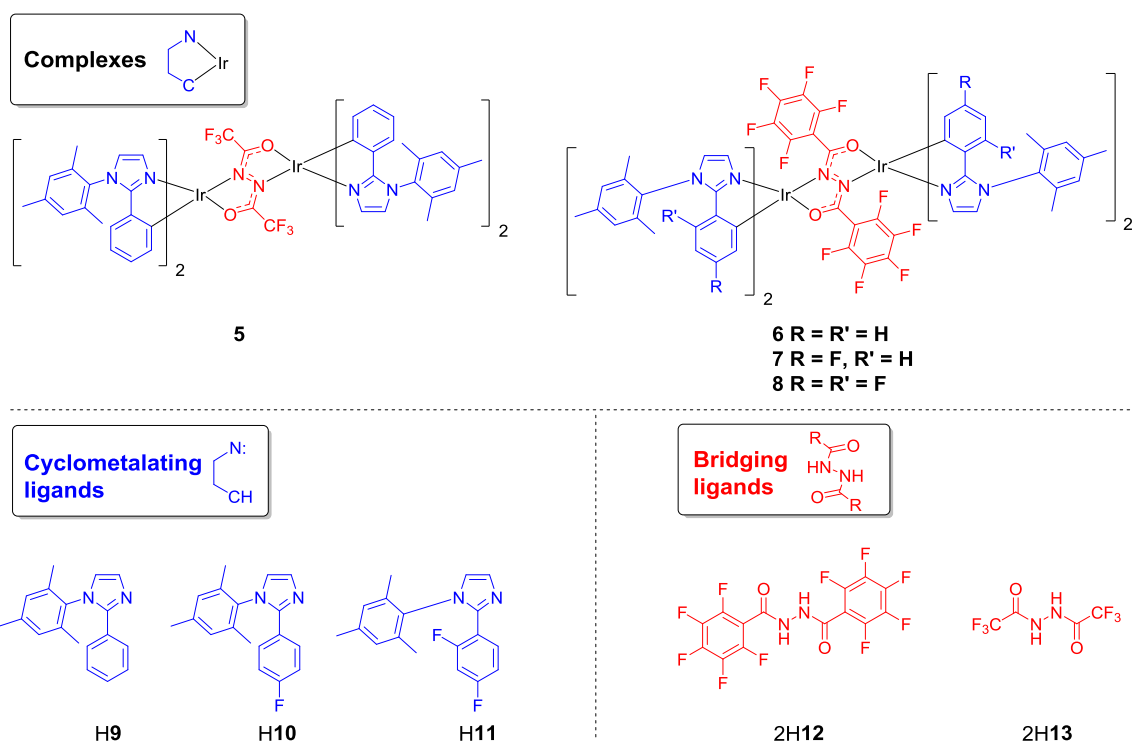 Complexes
N
Ir
C
F3C
O
N
N
Ir
N
N
Ir
N
N
O
CF3
2
2
5
F
F
F
F
F
R
R'
O
N
N
Ir
N
N
Ir
N
N
O
R'
R
F
F
F
F
F
2
2
6 R = R' = H
7 R = F, R' = H
8 R = R' = F
Cyclometalating
ligands
N:
CH
Bridging
ligands
R
O
HN
NH
O
R
N
N
H9
N
N
F
H10
N
N
F
F
H11
F
F
F
F
F
O
H
N
N
H
O
F
F
F
F
F
2H12
O
F3C
H
N
N
H
CF3
O
2H13